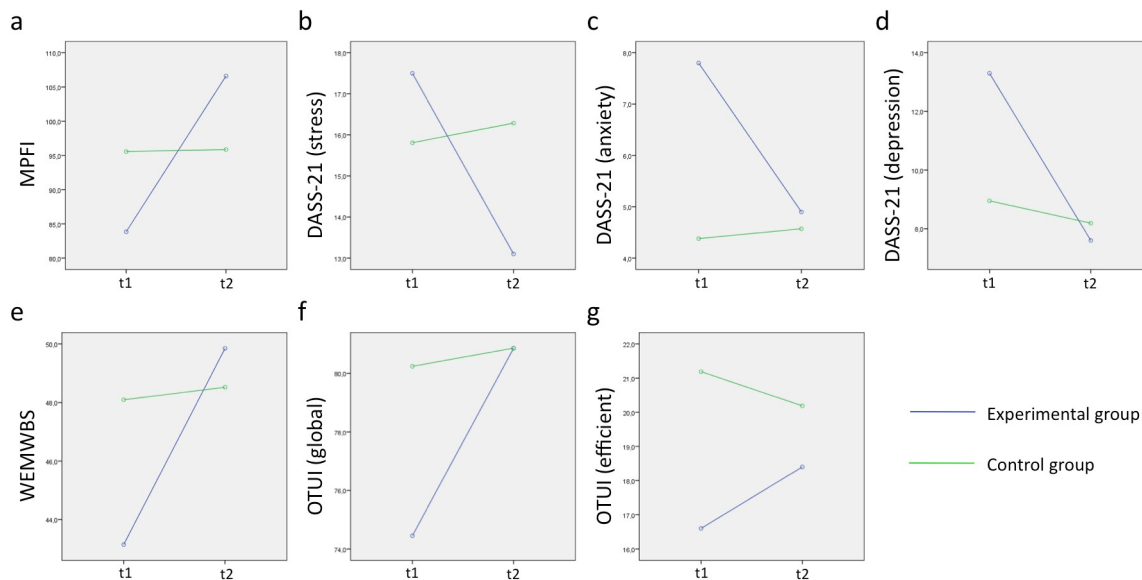 a
MPFI
110,0
105,0
100,0
95,0
90,0
85,0
80,0
t1 t2
b
DASS-21 (stress)
18,0
17,0
16,0
15,0
14,0
13,0
t1 t2
c
DASS-21 (anxiety)
8,0
7,0
6,0
5,0
4,0
t1 t2
d
DASS-21 (depression)
14,0
12,0
10,0
8,0
t1 t2
e
WEMWBS
50,0
48,0
46,0
44,0
t1 t2
f
OTUI (global)
80,0
78,0
76,0
74,0
t1 t2
g
OTUI (efficient)
22,0
21,0
20,0
19,0
18,0
17,0
16,0
t1 t2
Experimental group
Control group